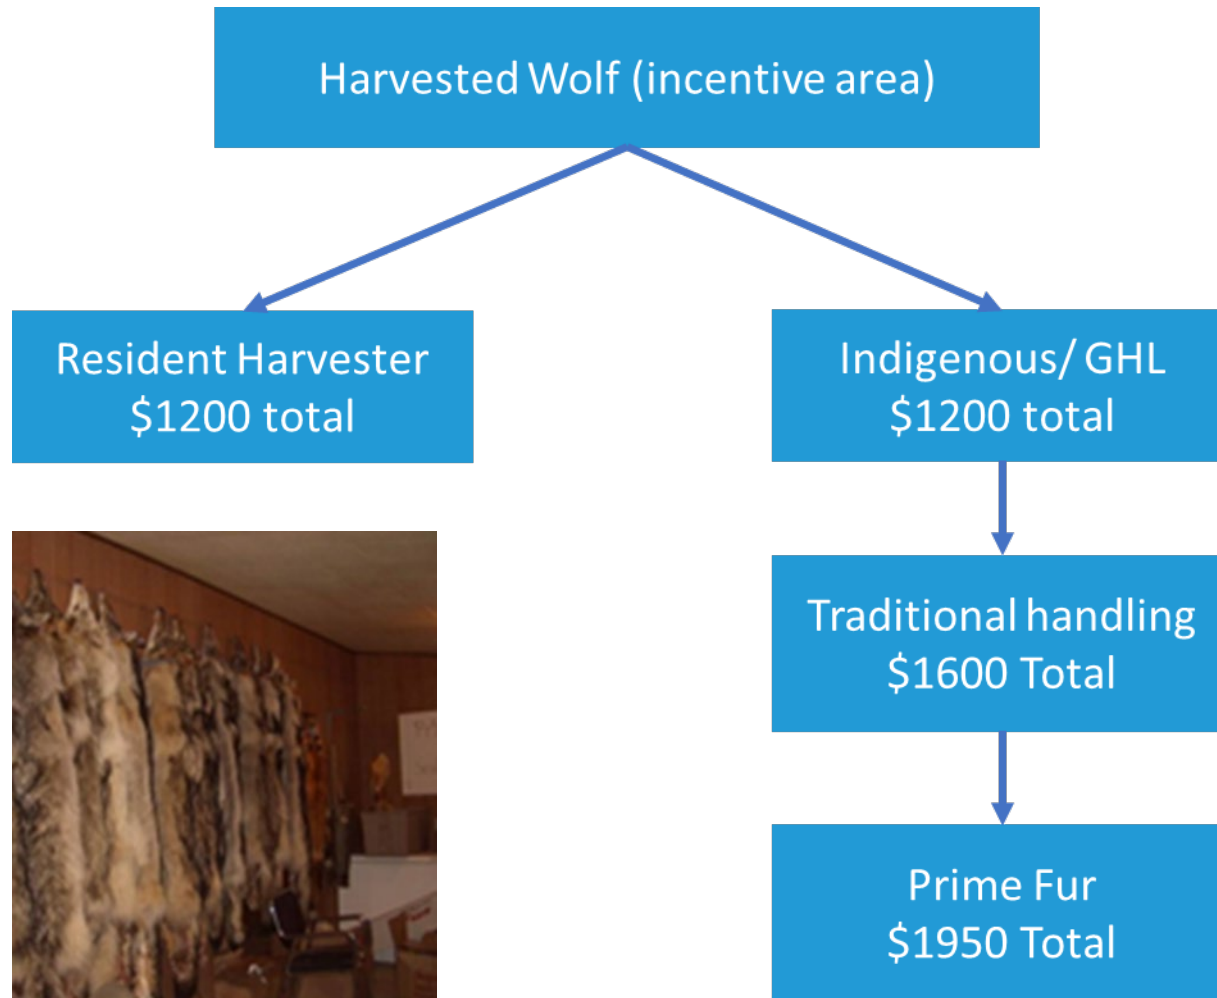 Harvested Wolf (incentive area)
Resident Harvester
$1200 total
Indigenous/ GHL
$1200 total
Traditional handling
$1600 Total
Prime Fur
$1950 Total